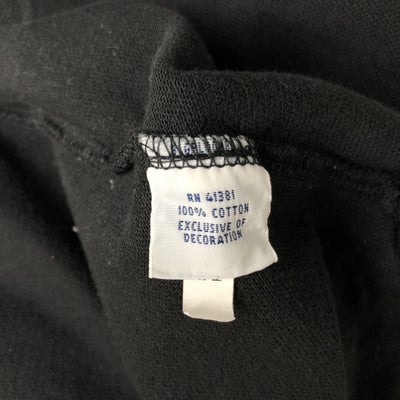 RN 41381
100% COTTON
EXCLUSIVE OF
DECORATION